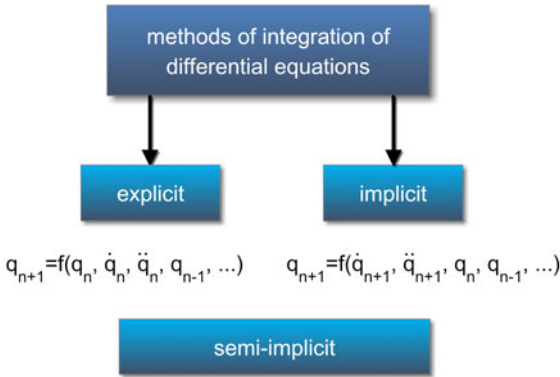 methods of integration of
differential equations
explicit
implicit
qₙ₊₁=f(qₙ, q̇ₙ, q̈ₙ, qₙ₋₁, ...)
qₙ₊₁=f(q̇ₙ₊₁, q̈ₙ₊₁, qₙ, qₙ₋₁, ...)
semi-implicit